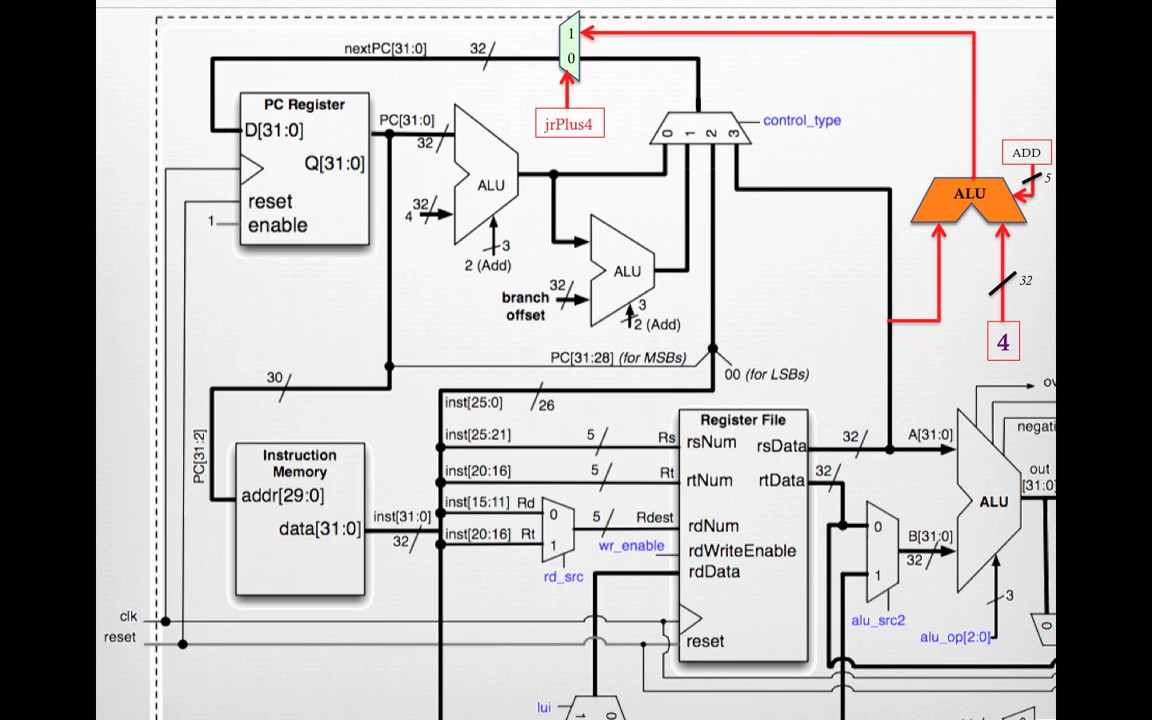 1
0
nextPC[31:0]
32
PC Register
D[31:0]
Q[31:0]
reset
enable
1
PC[31:0]
32
ALU
32
4
3
2 (Add)
jrPlus4
0 1 2 3
control_type
ADD
5
ALU
32
4
ALU
32
branch
offset
3
2 (Add)
PC[31:28] (for MSBs)
00 (for LSBs)
30
PC[31:2]
Instruction
Memory
addr[29:0]
data[31:0]
inst[31:0]
32
inst[25:0]
26
inst[25:21]
5
Rs
inst[20:16]
5
Rt
inst[15:11] Rd
inst[20:16] Rt
0
1
rd_src
5
Rdest
wr_enable
Register File
rsNum
rsData
rtNum
rtData
rdNum
rdWriteEnable
rdData
reset
32
A[31:0]
32
0
1
alu_src2
B[31:0]
32
ALU
ov
negati
out
[31:0]
3
alu_op[2:0]
0
clk
reset
lui
1 0